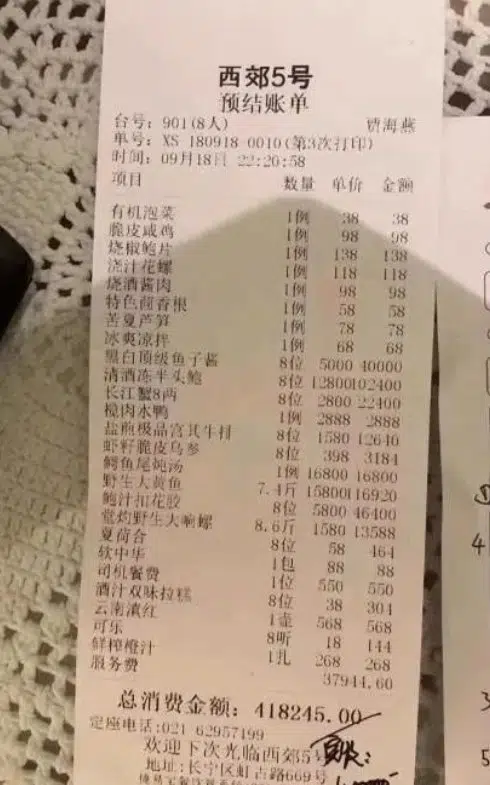 西郊5号
预结账单
台号: 901(8人) 贾海燕
单号: XS 180918 0010(第3次打印)
时间: 09月18日 22:20:58
项目 数量 单价 金额
有机泡菜 1例 38 38
脆皮咸鸡 1例 98 98
烧椒鲍片 1例 138 138
浇汁花螺 1例 118 118
烧酒酱肉 1例 98 98
特色茴香根 1例 58 58
苦夏芦笋 1例 78 78
冰爽凉拌 1例 68 68
黑白顶级鱼子酱 8位 5000 40000
清酒冻半头鲍 8位 12800102400
长江蟹8两 8位 2800 22400
榄肉水鸭 1例 2888 2888
盐煎极品宫其牛排 8位 1580 12640
虾籽脆皮乌参 8位 398 3184
鳄鱼尾炖汤 1例 16800 16800
野生大黄鱼 7.4斤 15800116920
鲍汁扣花胶 8位 5800 46400
堂灼野生大响螺 8.6斤 1580 13588
夏荷合 8位 58 464
软中华 1包 88 88
司机餐费 1位 550 550
酒汁双味拉糕 8位 38 304
云南滇红 1壶 568 568
可乐 8听 18 144
鲜榨橙汁 1扎 268 268
服务费 37944.60
总消费金额: 418245.00
定座电话:021 62957199
欢迎下次光临西郊5号
地址:长宁区虹古路669号
4
5